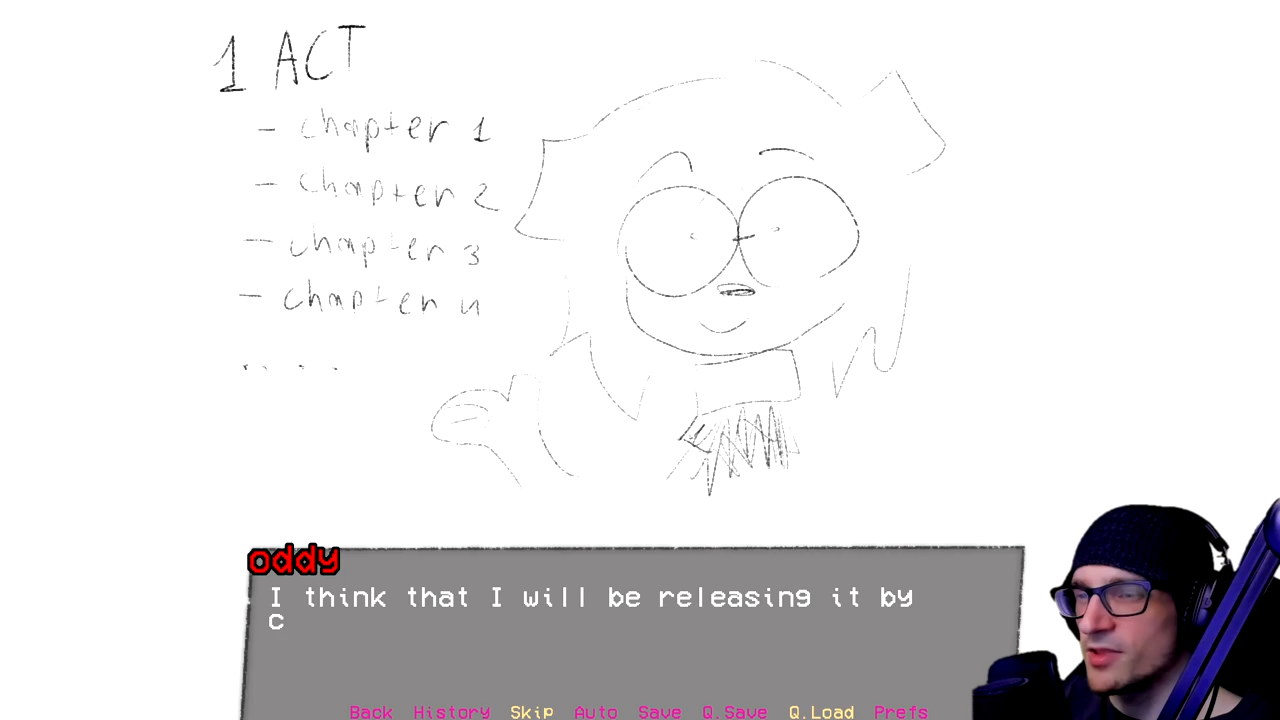 1 ACT
- chapter 1
- chapter 2
- chapter 3
- chapter 4
.....
oddy
I think that I will be releasing it by
c
Back History Skip Auto Save Q.Save Q.Load Prefs